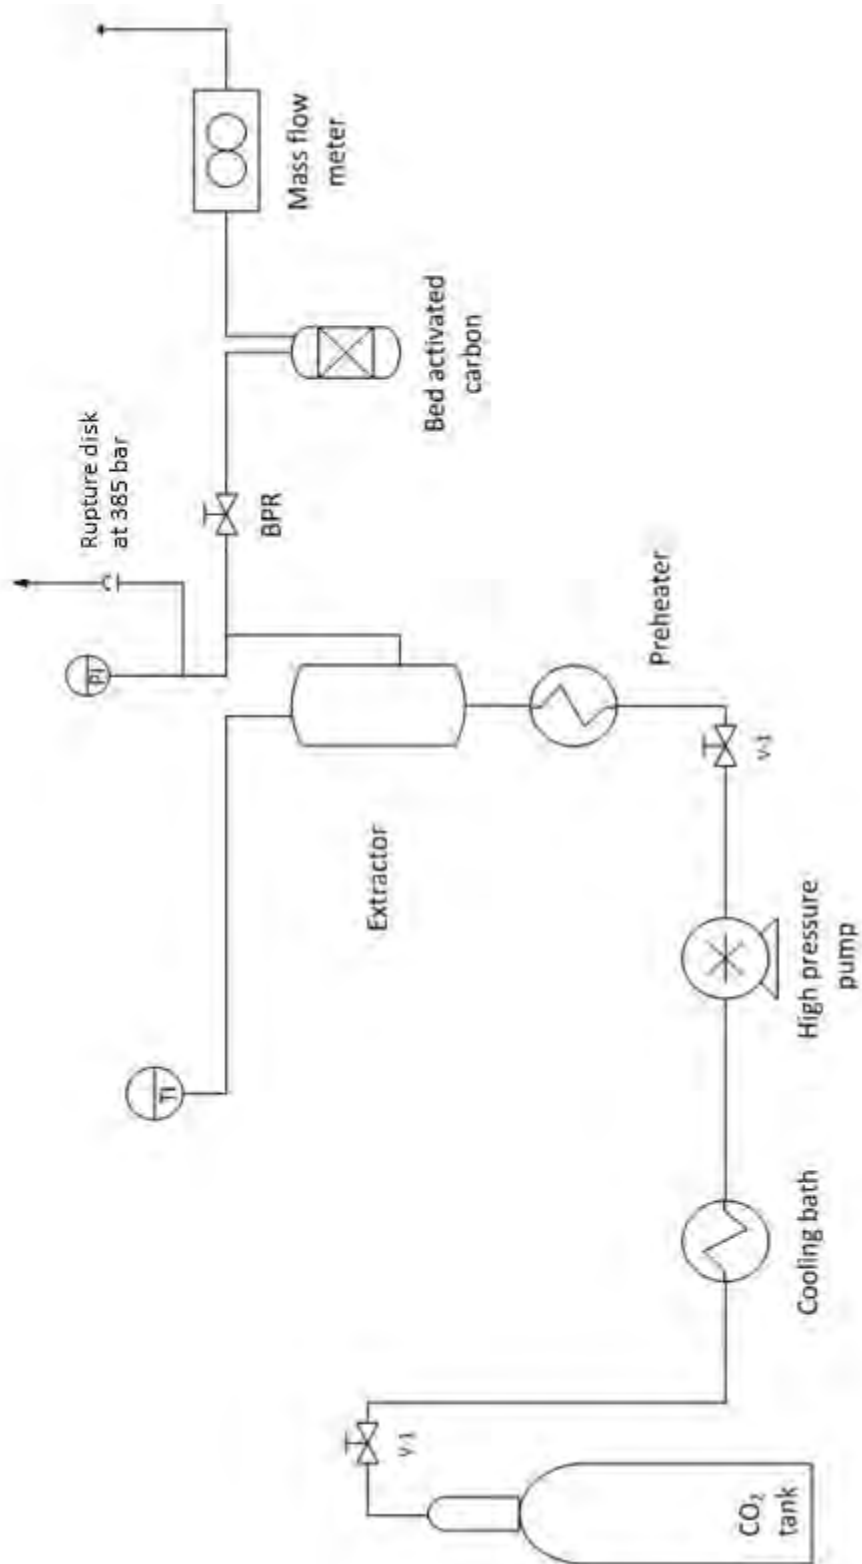 CO₂
tank
V-1
Cooling bath
High pressure
pump
V-1
Preheater
Extractor
TI
PI
Rupture disk
at 385 bar
BPR
Bed activated
carbon
Mass flow
meter